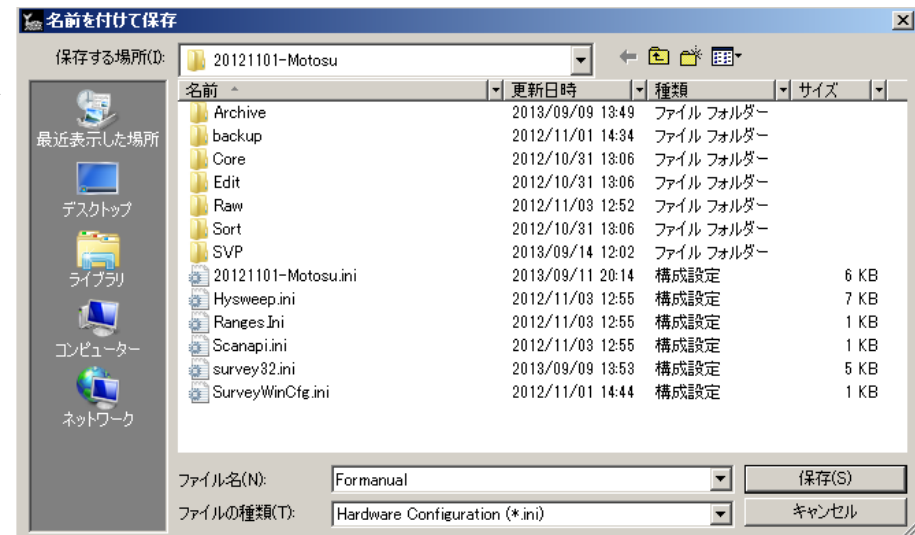 名前を付けて保存
保存する場所(I): 20121101-Motosu
名前 更新日時 種類 サイズ
Archive 2013/09/09 13:49 ファイル フォルダー
backup 2012/11/01 14:34 ファイル フォルダー
Core 2012/10/31 13:06 ファイル フォルダー
Edit 2012/10/31 13:06 ファイル フォルダー
Raw 2012/11/03 12:52 ファイル フォルダー
Sort 2012/10/31 13:06 ファイル フォルダー
SVP 2013/09/14 12:02 ファイル フォルダー
20121101-Motosu.ini 2013/09/11 20:14 構成設定 6 KB
Hysweep.ini 2012/11/03 12:55 構成設定 7 KB
Ranges.Ini 2012/11/03 12:55 構成設定 1 KB
Scanapi.ini 2012/11/03 12:55 構成設定 1 KB
survey32.ini 2013/09/09 13:53 構成設定 5 KB
SurveyWinCfg.ini 2012/11/01 14:44 構成設定 1 KB
最近表示した場所
デスクトップ
ライブラリ
コンピューター
ネットワーク
ファイル名(N): Formanual 保存(S)
ファイルの種類(T): Hardware Configuration (*.ini) キャンセル